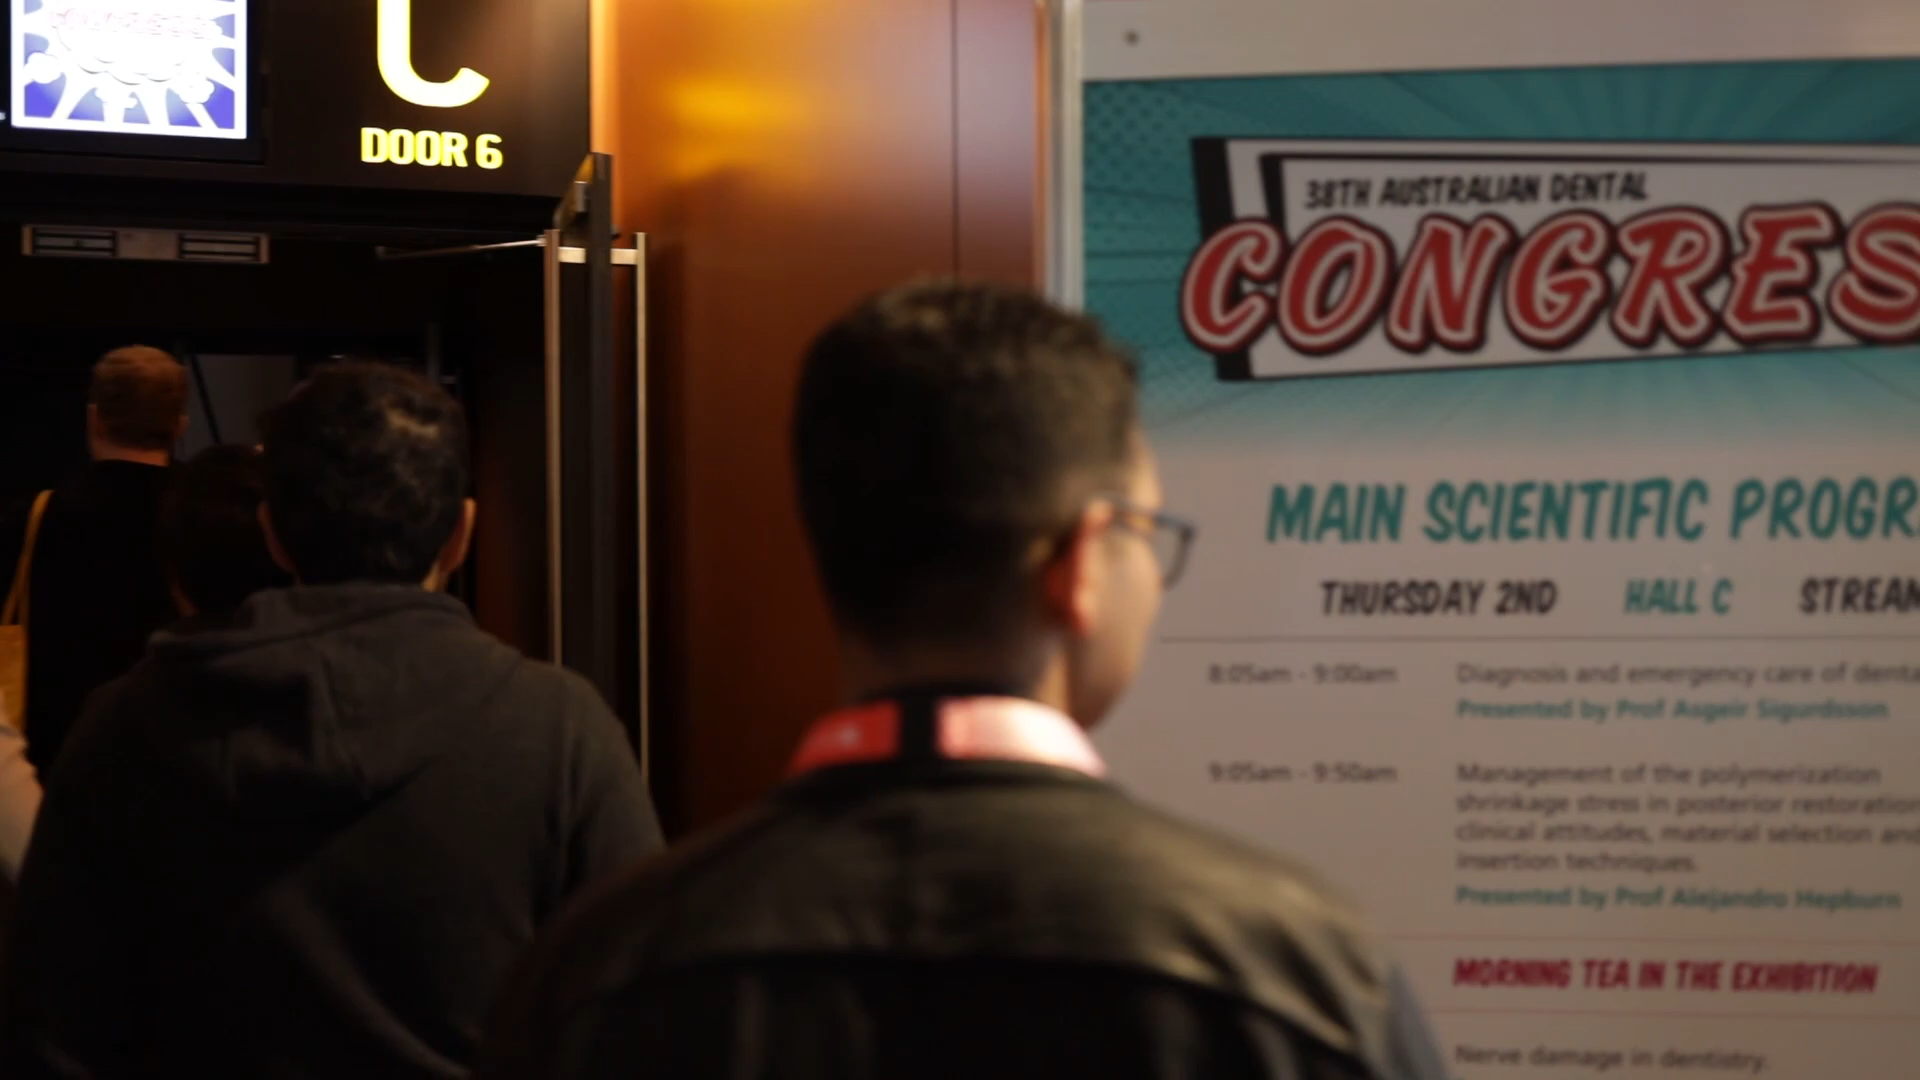 CONGRESS
C
DOOR 6
38TH AUSTRALIAN DENTAL
CONGRES
MAIN SCIENTIFIC PROGR
THURSDAY 2ND HALL C STREAM
8:05am - 9:00am Diagnosis and emergency care of denta
Presented by Prof Asgeir Sigurdsson
9:05am - 9:50am Management of the polymerization
shrinkage stress in posterior restoration
clinical attitudes, material selection and
insertion techniques.
Presented by Prof Alejandro Hepburn
MORNING TEA IN THE EXHIBITION
Nerve damage in dentistry.